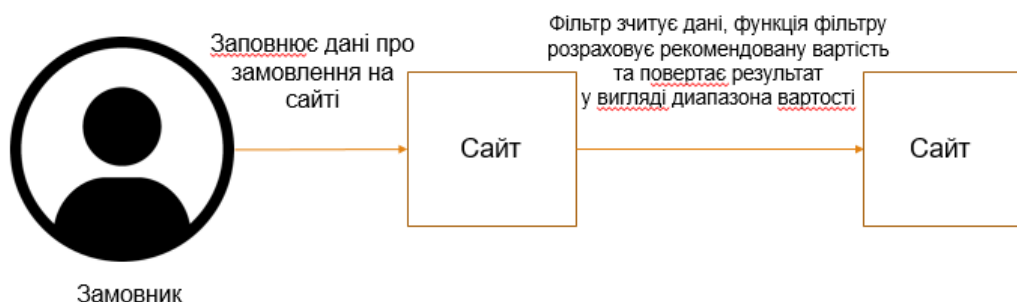 Заповнює дані про
замовлення на
сайті
Фільтр зчитує дані, функція фільтру
розраховує рекомендовану вартість
та повертає результат
у вигляді диапазона вартості
Сайт
Сайт
Замовник